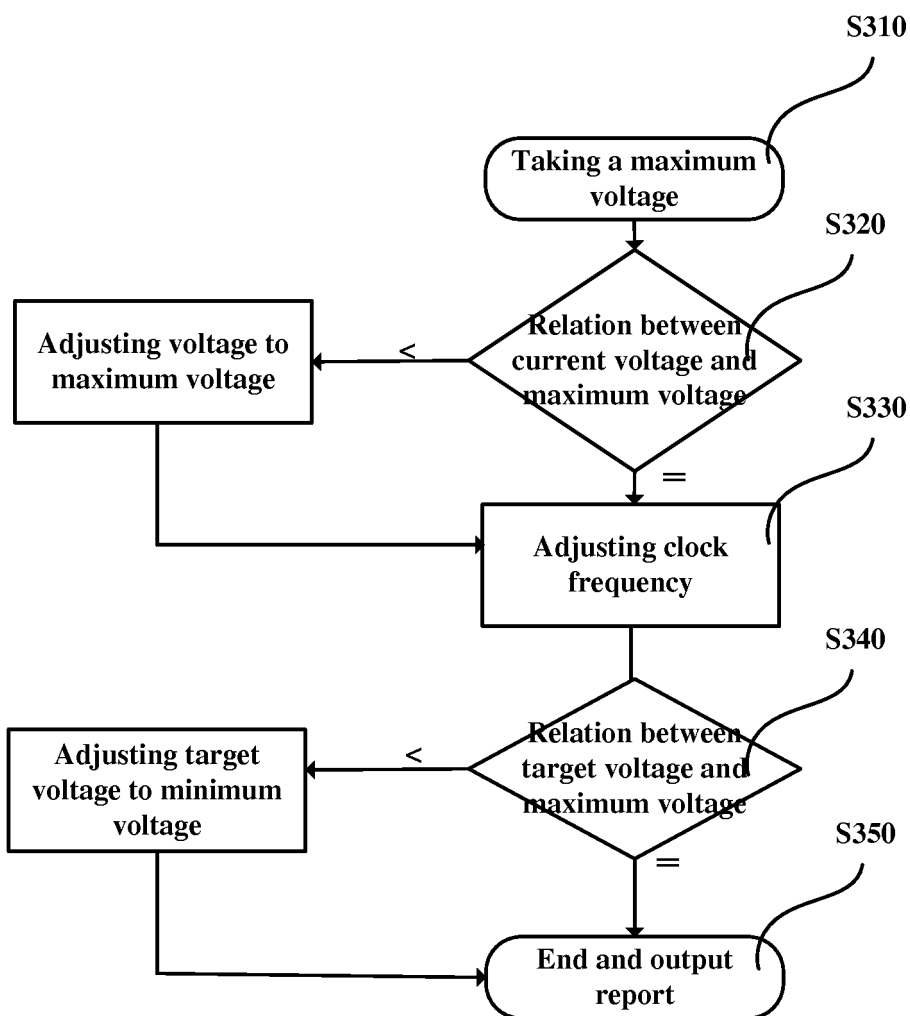 S310
Taking a maximum
voltage
S320
Relation between
current voltage and
maximum voltage
<
Adjusting voltage to
maximum voltage
S330
=
Adjusting clock
frequency
S340
Relation between
target voltage and
maximum voltage
<
Adjusting target
voltage to minimum
voltage
S350
=
End and output
report